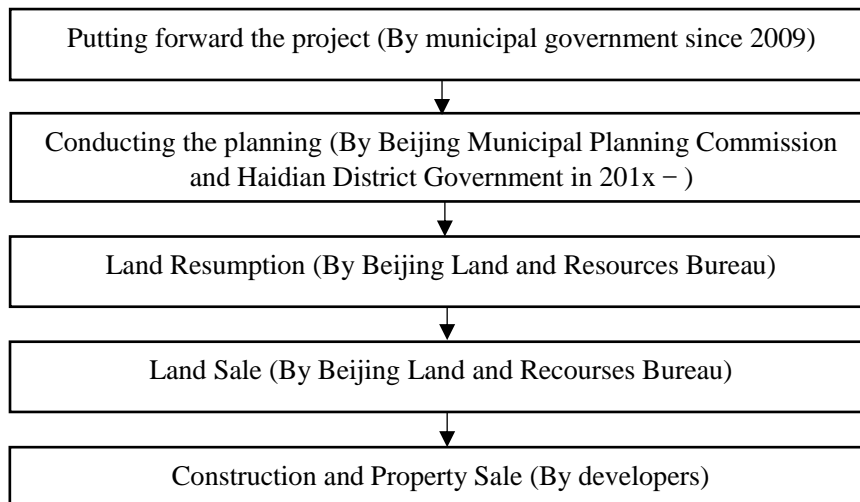 Putting forward the project (By municipal government since 2009)
Conducting the planning (By Beijing Municipal Planning Commission
and Haidian District Government in 201x − )
Land Resumption (By Beijing Land and Resources Bureau)
Land Sale (By Beijing Land and Recourses Bureau)
Construction and Property Sale (By developers)